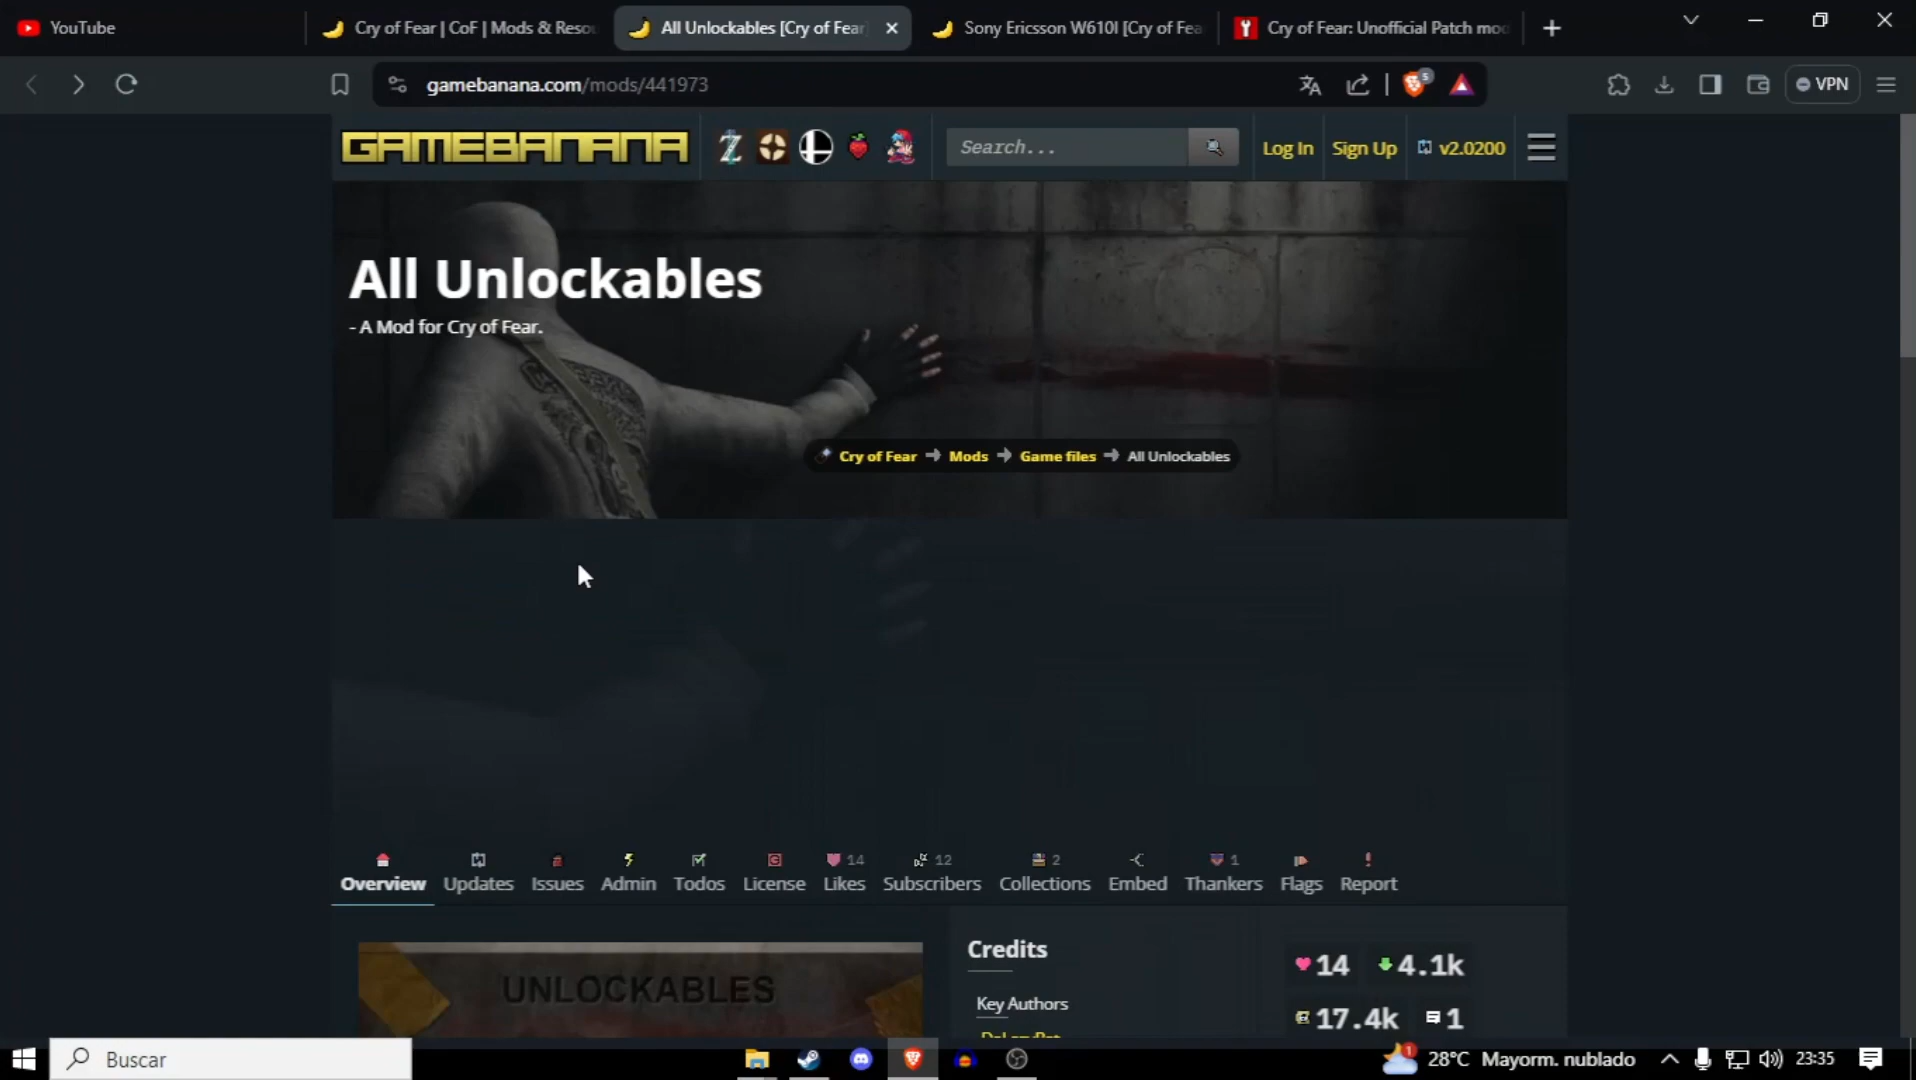 YouTube
Cry of Fear | CoF | Mods & Reso
All Unlockables [Cry of Fear
Sony Ericsson W610I [Cry of Fea
Cry of Fear: Unofficial Patch mo
gamebanana.com/mods/441973
5
VPN
GAMEBANANA
Search...
Log In
Sign Up
v2.0200
All Unlockables
- A Mod for Cry of Fear.
Cry of Fear
Mods
Game files
All Unlockables
14
12
2
1
Overview
Updates
Issues
Admin
Todos
License
Likes
Subscribers
Collections
Embed
Thankers
Flags
Report
UNLOCKABLES
Credits
Key Authors
14
4.1k
17.4k
1
Buscar
1
28°C Mayorm. nublado
23:35